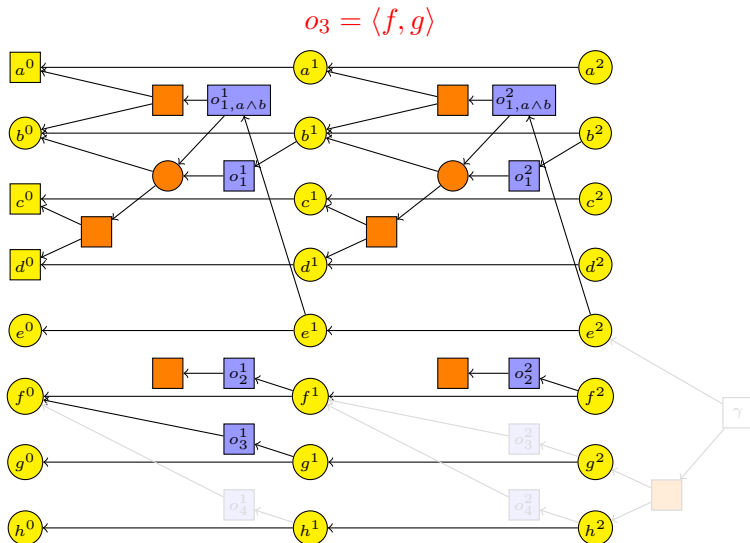 o₃ = ⟨f, g⟩
a⁰ a¹ a²
o¹₁,ₐ∧b o²₁,ₐ∧b
b⁰ b¹ b²
o¹₁ o²₁
c⁰ c¹ c²
d⁰ d¹ d²
e⁰ e¹ e²
o¹₂ o²₂
f⁰ f¹ f²
γ
o¹₃ o²₃
g⁰ g¹ g²
o¹₄ o²₄
h⁰ h¹ h²